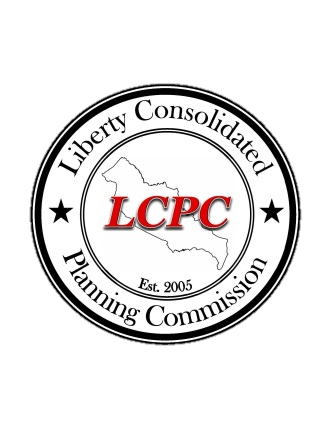 Liberty Consolidated
LCPC
Est. 2005
Planning Commission